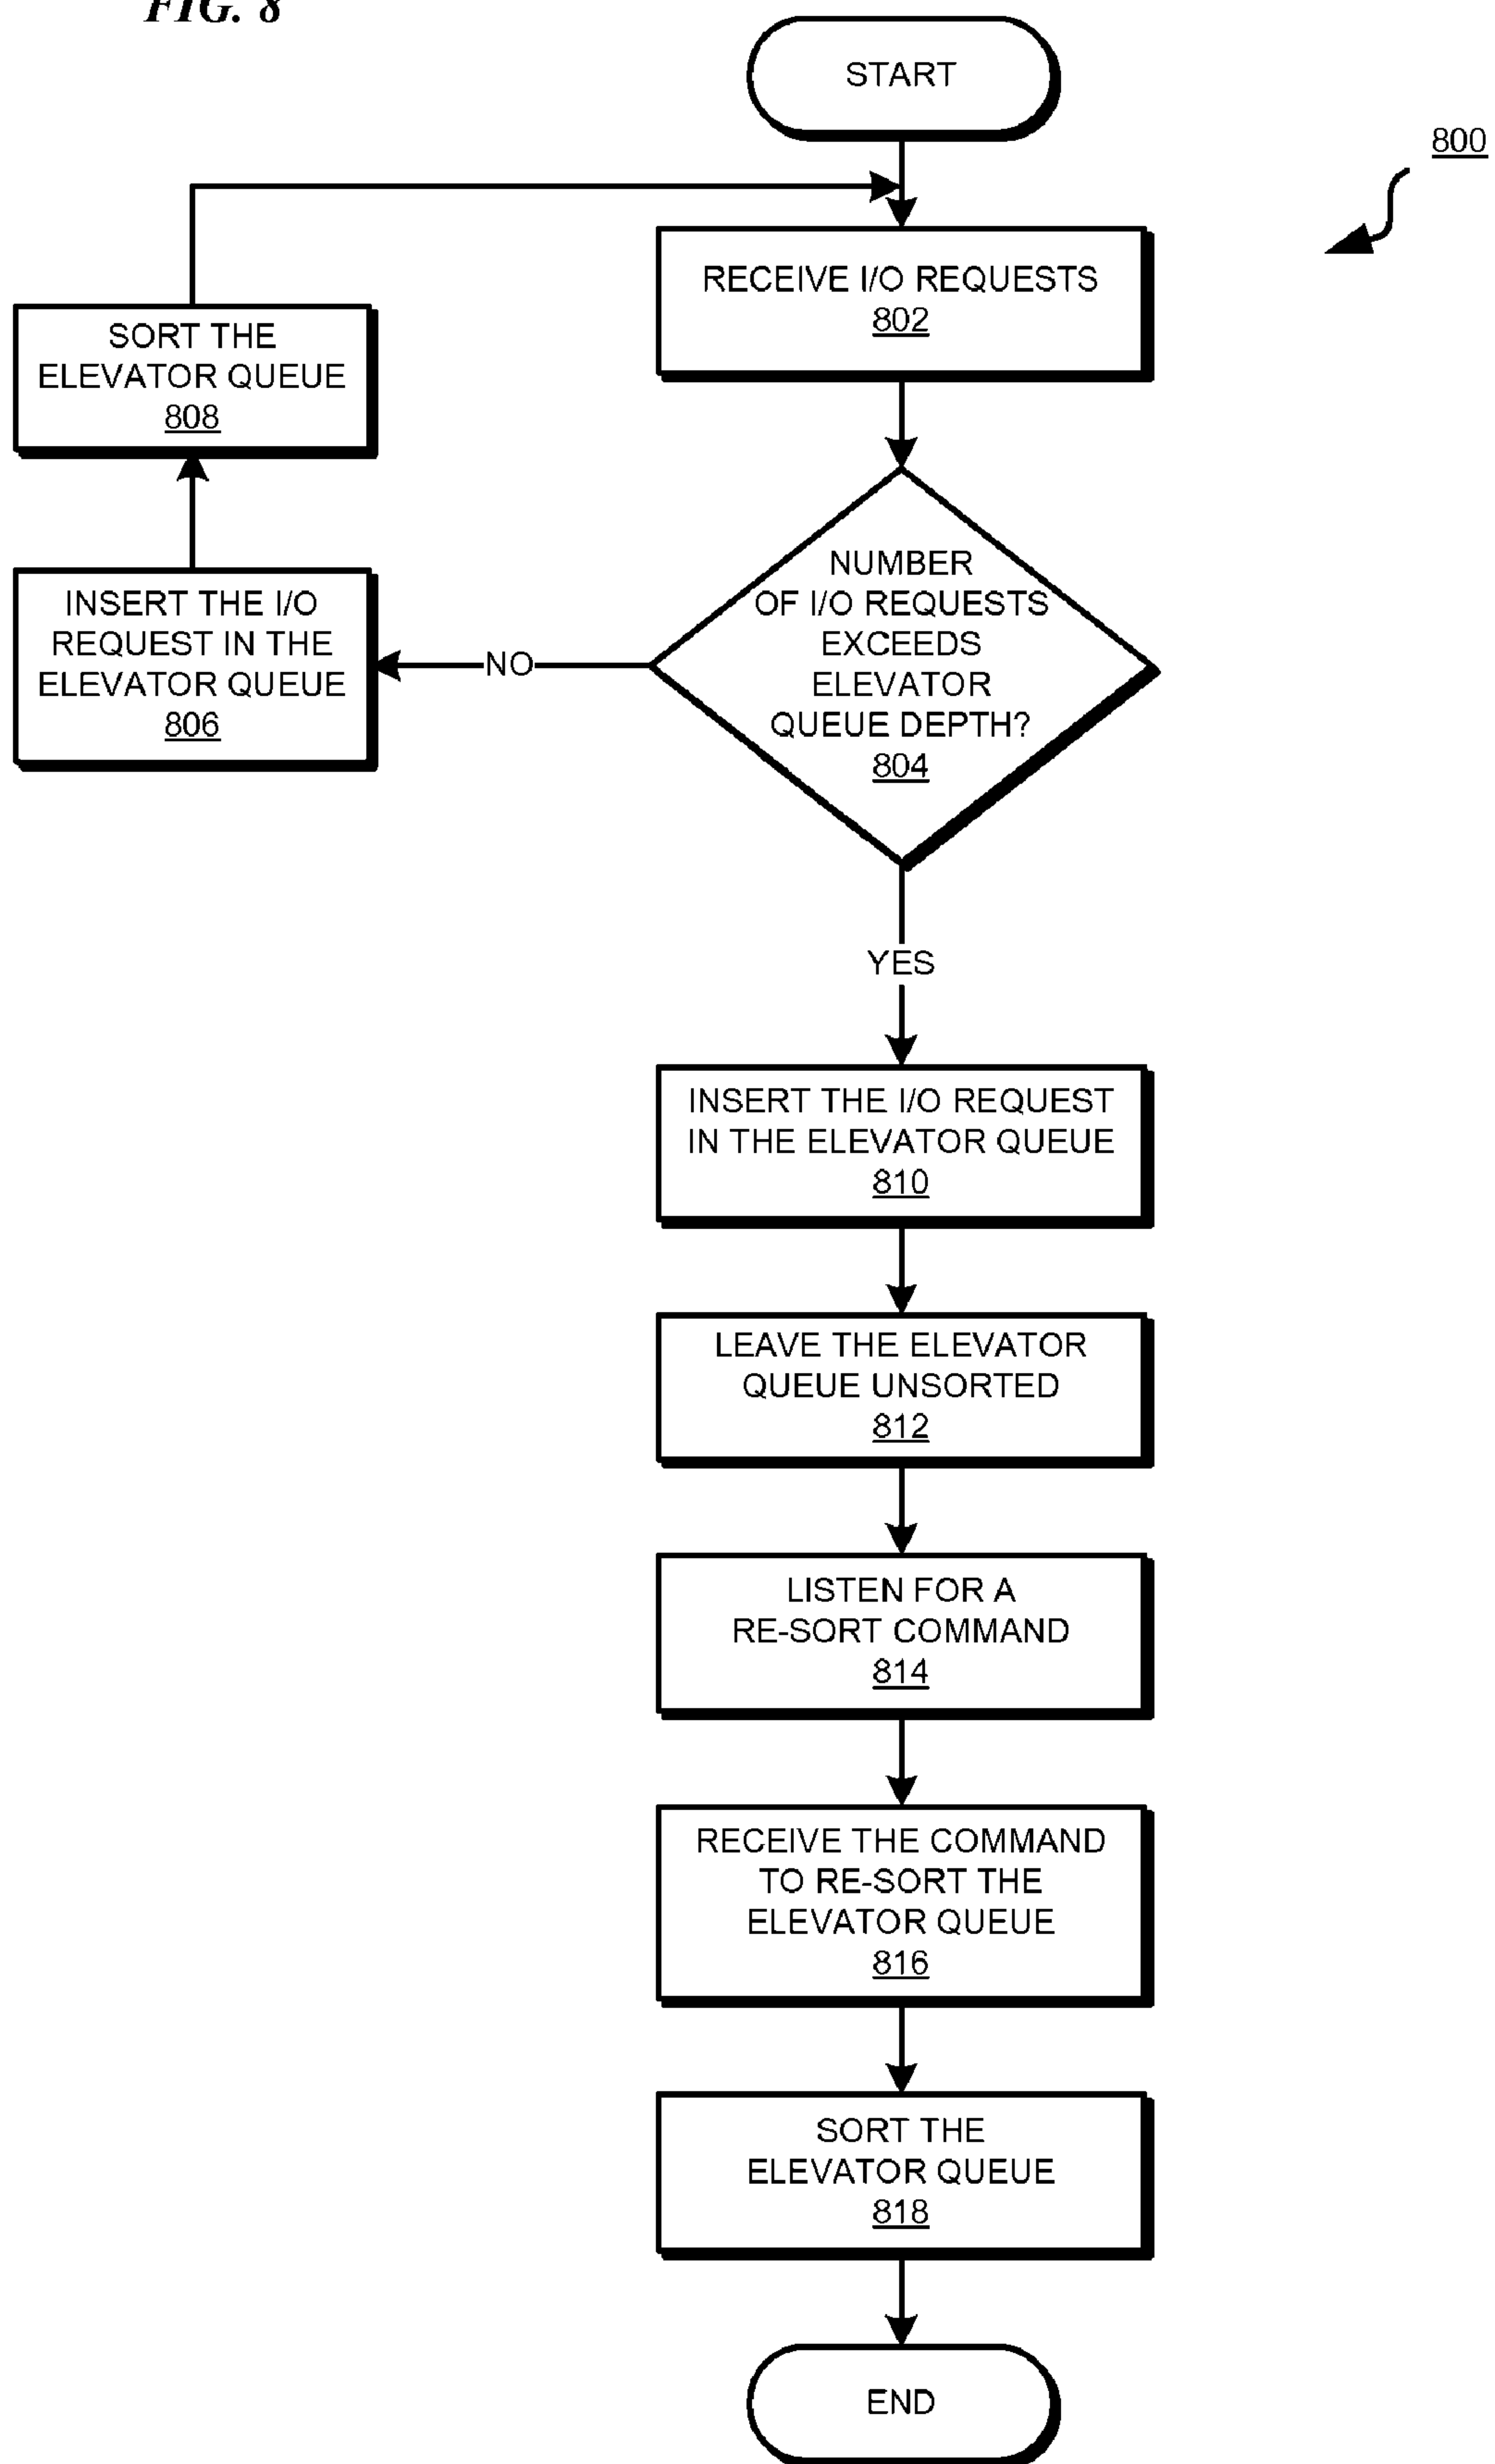 FIG. 8
START
800
RECEIVE I/O REQUESTS
802
SORT THE
ELEVATOR QUEUE
808
NUMBER
OF I/O REQUESTS
EXCEEDS
ELEVATOR
QUEUE DEPTH?
804
INSERT THE I/O
REQUEST IN THE
ELEVATOR QUEUE
806
NO
YES
INSERT THE I/O REQUEST
IN THE ELEVATOR QUEUE
810
LEAVE THE ELEVATOR
QUEUE UNSORTED
812
LISTEN FOR A
RE-SORT COMMAND
814
RECEIVE THE COMMAND
TO RE-SORT THE
ELEVATOR QUEUE
816
SORT THE
ELEVATOR QUEUE
818
END